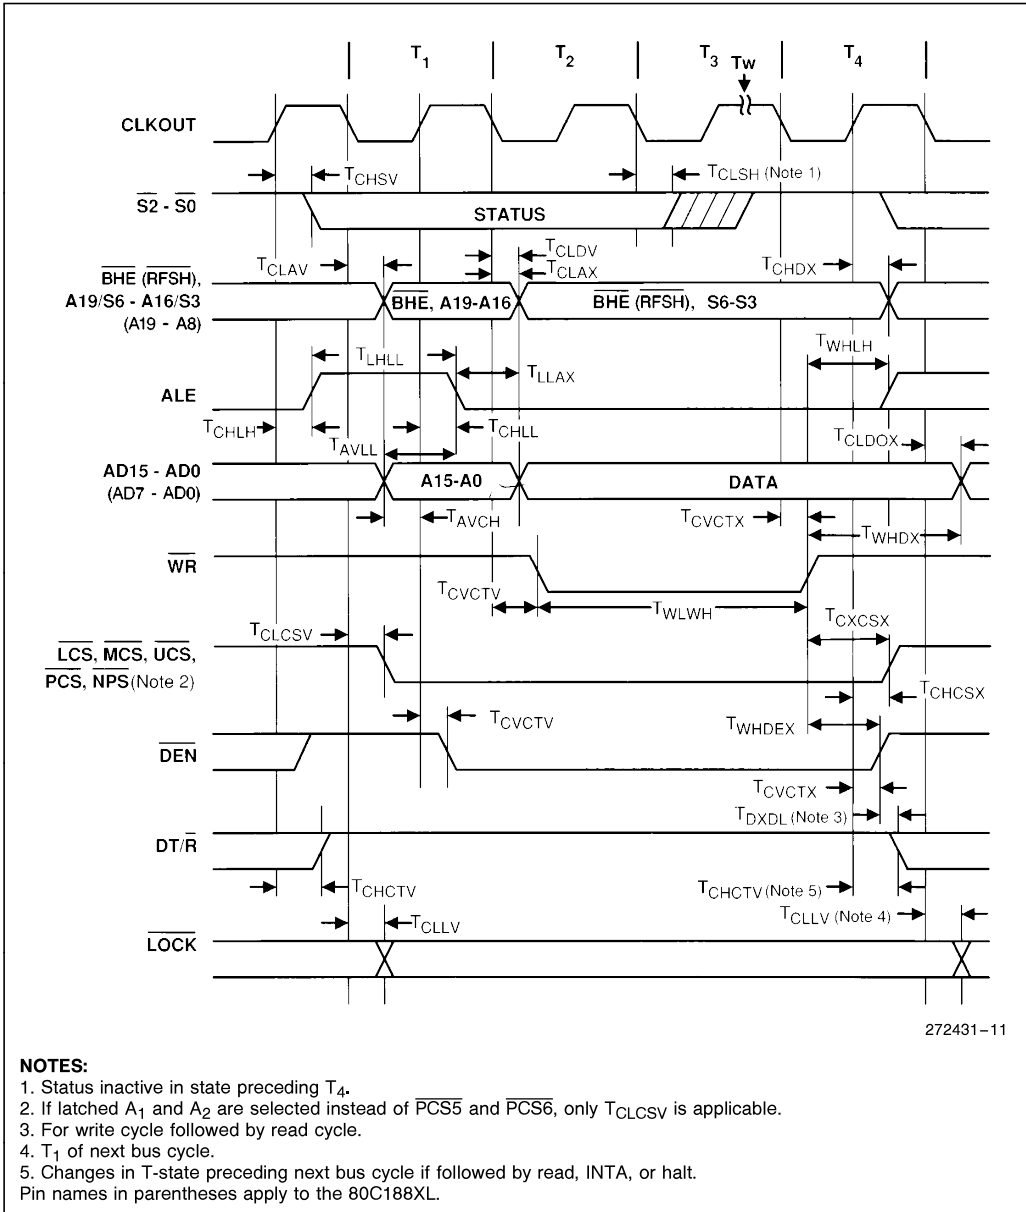 T1 T2 T3 Tw T4
CLKOUT
TCHSV TCLSH (Note 1)
S2 - S0 STATUS
TCLDV
TCLAV TCLAX TCHDX
BHE (RFSH),
A19/S6 - A16/S3 BHE, A19-A16 BHE (RFSH), S6-S3
(A19 - A8)
TWHLH
TLHLL TLLAX
ALE
TCHLH TAVLL TCHLL TCLDOX
AD15 - AD0 A15-A0 DATA
(AD7 - AD0)
TAVCH TCVCTX
TWHDX
WR
TCVCTV TWLWH TCXCSX
TCLCSV
LCS, MCS, UCS,
PCS, NPS (Note 2)
TCHCSX
TCVCTV TWHDEX
DEN
TCVCTX
TDXDL (Note 3)
DT/R
TCHCTV TCHCTV (Note 5)
TCLLV TCLLV (Note 4)
LOCK
272431-11
NOTES:
1. Status inactive in state preceding T4.
2. If latched A1 and A2 are selected instead of PCS5 and PCS6, only TCLCSV is applicable.
3. For write cycle followed by read cycle.
4. T1 of next bus cycle.
5. Changes in T-state preceding next bus cycle if followed by read, INTA, or halt.
Pin names in parentheses apply to the 80C188XL.